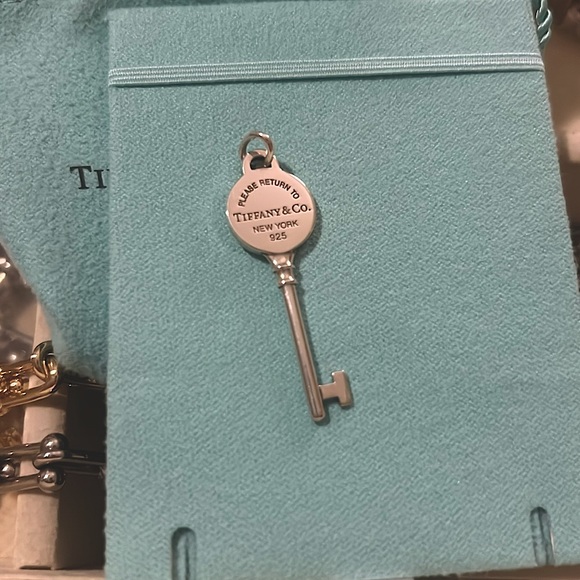 PLEASE RETURN TO
TIFFANY & CO.
NEW YORK
925
TI